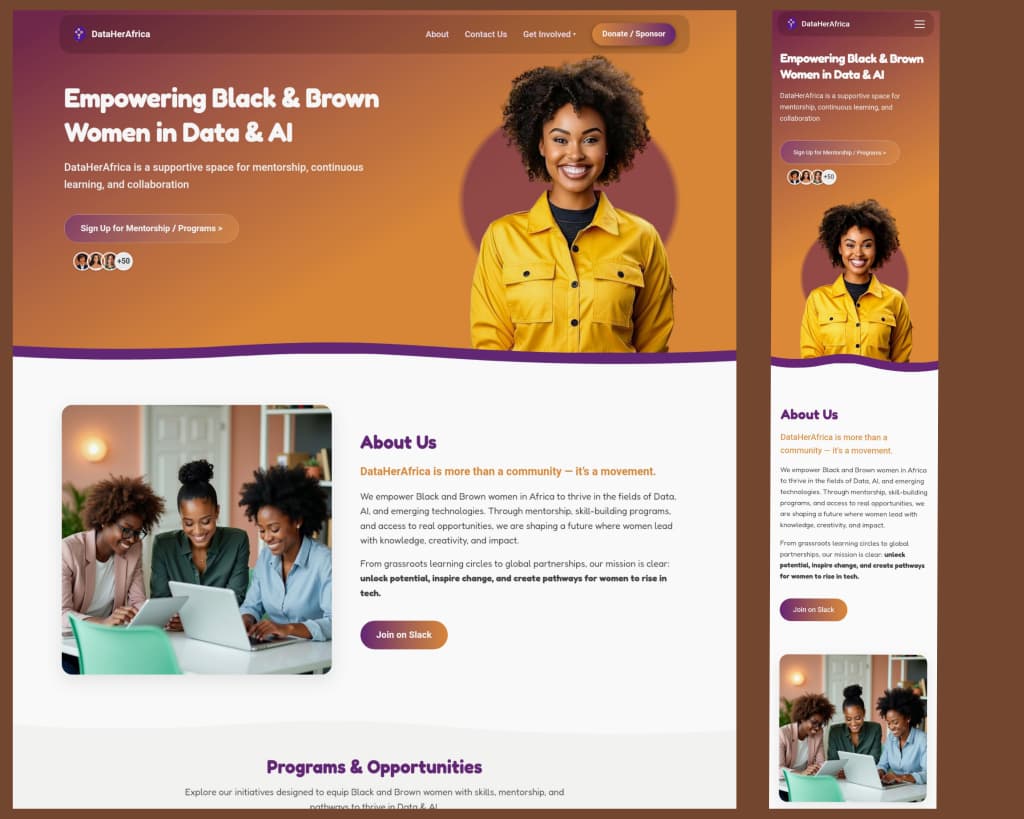 DataHerAfrica
About
Contact Us
Get Involved
Donate / Sponsor
Empowering Black & Brown
Women in Data & AI
DataHerAfrica is a supportive space for mentorship, continuous
learning, and collaboration
Sign Up for Mentorship / Programs >
+50
About Us
DataHerAfrica is more than a community — it's a movement.
We empower Black and Brown women in Africa to thrive in the fields of Data,
AI, and emerging technologies. Through mentorship, skill-building programs,
and access to real opportunities, we are shaping a future where women lead
with knowledge, creativity, and impact.
From grassroots learning circles to global partnerships, our mission is clear:
unlock potential, inspire change, and create pathways for women to rise in
tech.
Join on Slack
Programs & Opportunities
Explore our initiatives designed to equip Black and Brown women with skills, mentorship, and
pathways to thrive in Data & AI
DataHerAfrica
Empowering Black & Brown
Women in Data & AI
DataHerAfrica is a supportive space for
mentorship, continuous learning, and
collaboration
Sign Up for Mentorship / Programs >
+50
About Us
DataHerAfrica is more than a
community — it's a movement.
We empower Black and Brown women in Africa
to thrive in the fields of Data, AI, and emerging
technologies. Through mentorship, skill-building
programs, and access to real opportunities, we
are shaping a future where women lead with
knowledge, creativity, and impact.
From grassroots learning circles to global
partnerships, our mission is clear: unlock
potential, inspire change, and create pathways
for women to rise in tech.
Join on Slack